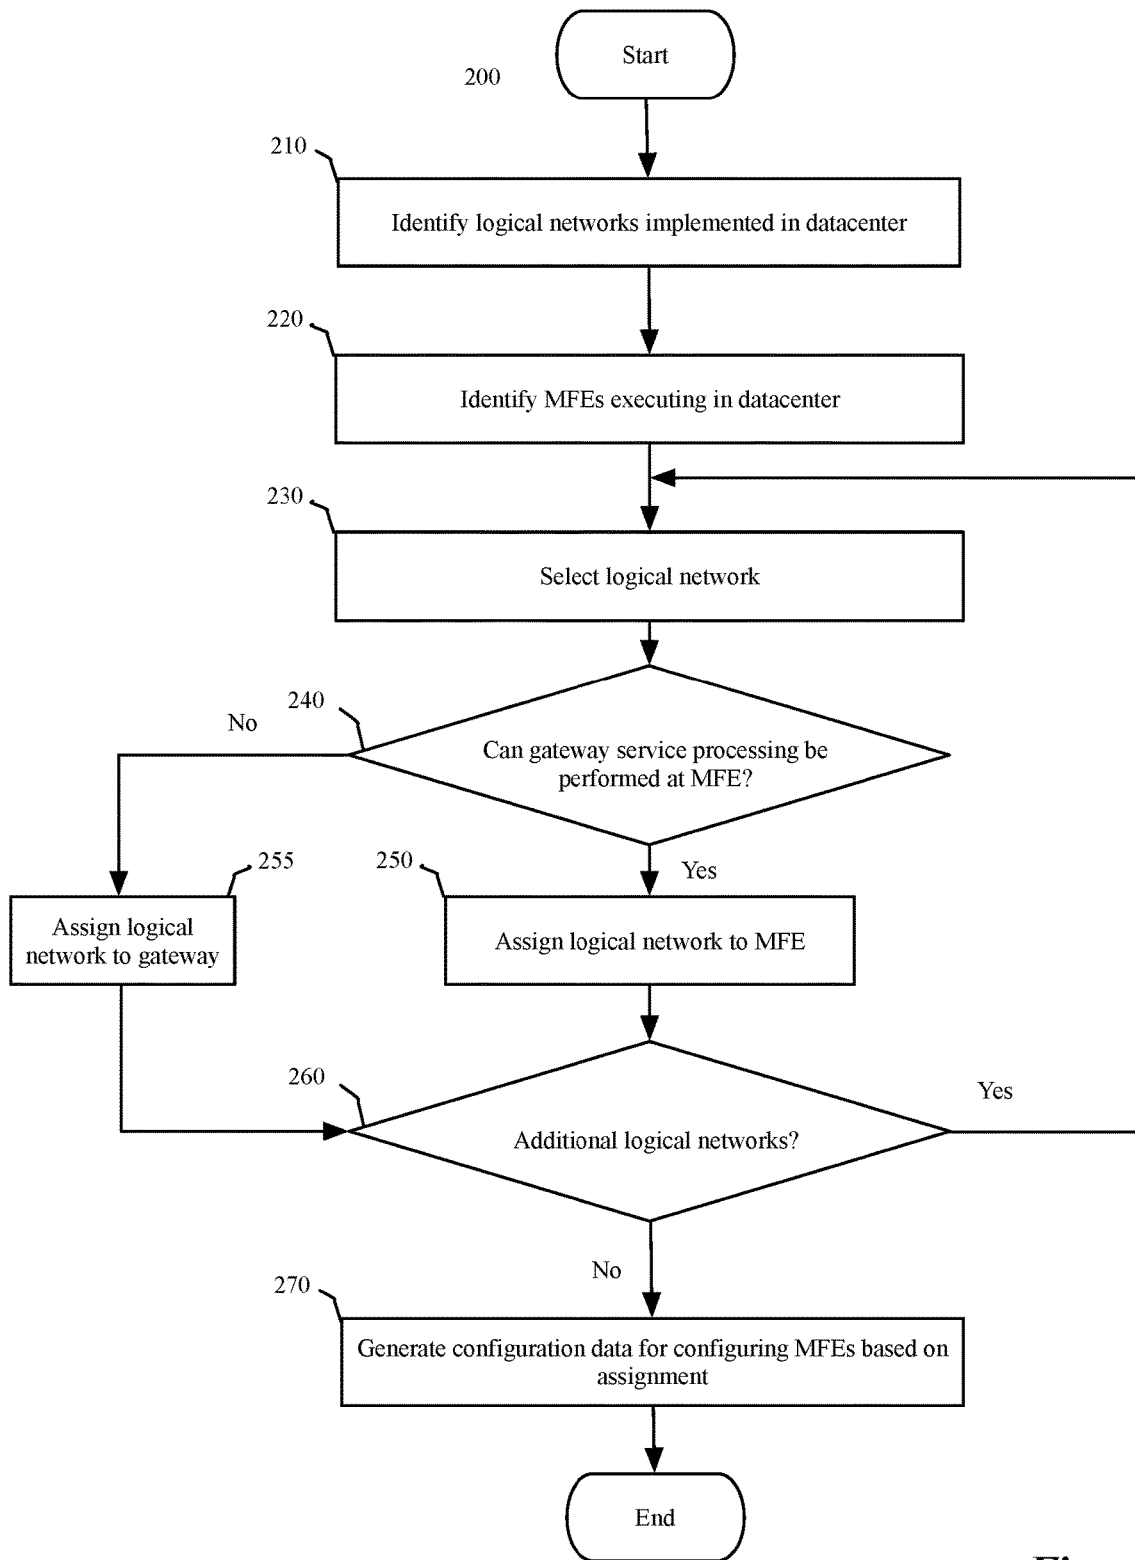 Start
200
210
Identify logical networks implemented in datacenter
220
Identify MFEs executing in datacenter
230
Select logical network
240
No
Can gateway service processing be
performed at MFE?
Yes
255
250
Assign logical
network to gateway
Assign logical network to MFE
260
Yes
Additional logical networks?
No
270
Generate configuration data for configuring MFEs based on
assignment
End